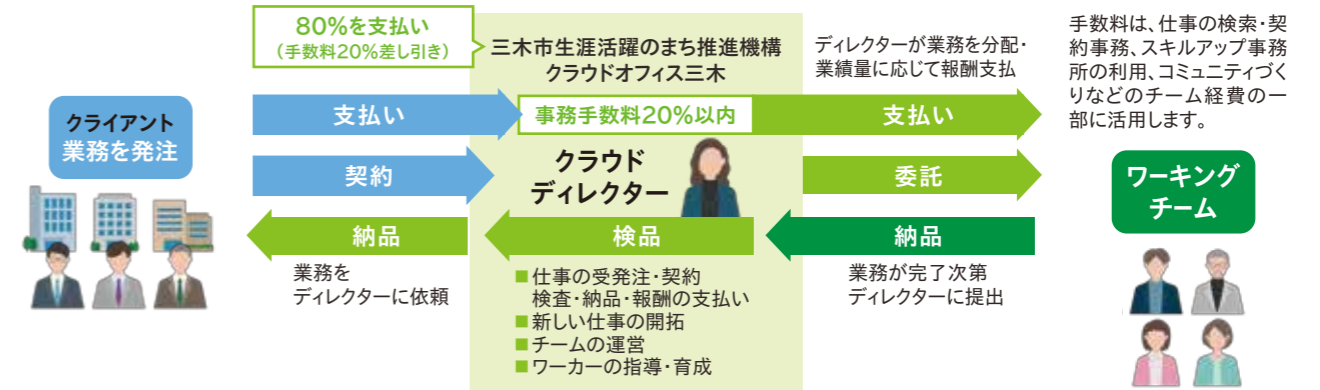 80%を支払い
(手数料20%差し引き)
三木市生涯活躍のまち推進機構
クラウドオフィス三木
ディレクターが業務を分配・
業績量に応じて報酬支払
手数料は、仕事の検索・契
約事務、スキルアップ事務
所の利用、コミュニティづく
りなどのチーム経費の一
部に活用します。
クライアント
業務を発注
支払い
事務手数料20%以内
支払い
契約
クラウド
ディレクター
委託
ワーキング
チーム
納品
検品
納品
業務を
ディレクターに依頼
■仕事の受発注・契約
検査・納品・報酬の支払い
■新しい仕事の開拓
■チームの運営
■ワーカーの指導・育成
業務が完了次第
ディレクターに提出